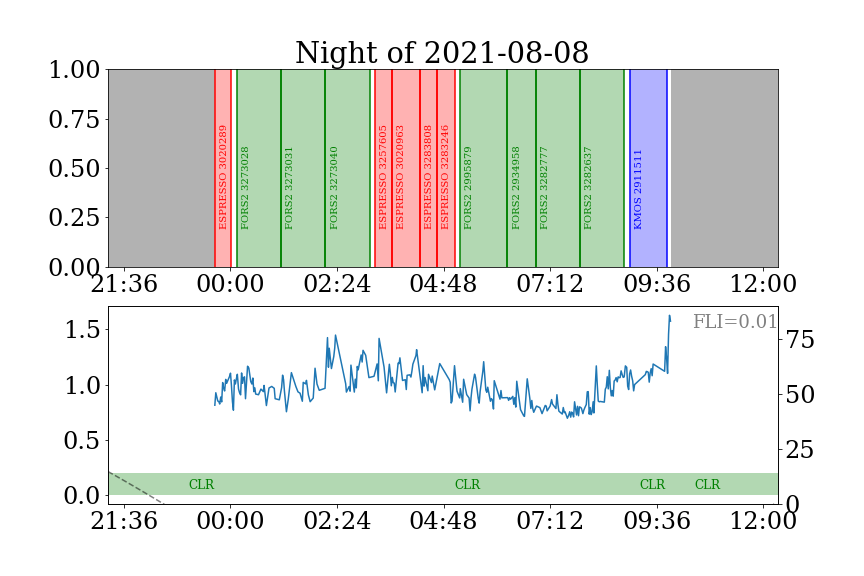 Night of 2021-08-08
1.00
0.75
0.50
0.25
0.00
ESPRESSO 3020289
FORS2 3273028
FORS2 3273031
FORS2 3273040
ESPRESSO 3257605
ESPRESSO 3020963
ESPRESSO 3283808
ESPRESSO 3283246
FORS2 2995879
FORS2 2934958
FORS2 3282777
FORS2 3282637
KMOS 2911511
21:36 00:00 02:24 04:48 07:12 09:36 12:00
FLI=0.01
1.5
1.0
0.5
0.0
75
50
25
0
CLR CLR CLR CLR
21:36 00:00 02:24 04:48 07:12 09:36 12:00